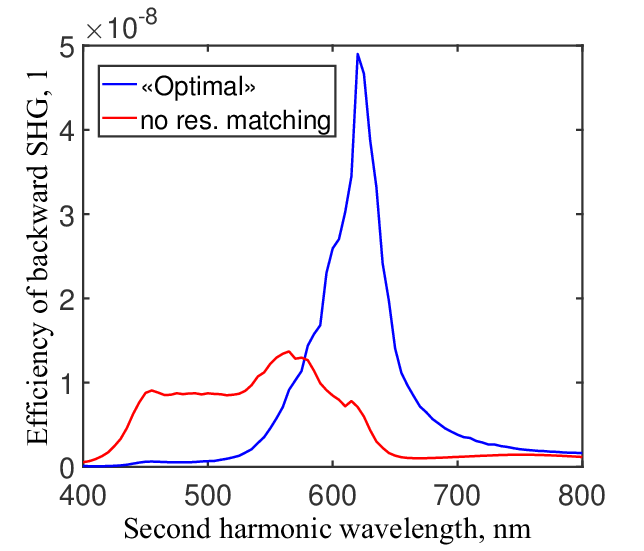 ×10⁻⁸
5
4
3
2
1
0
«Optimal»
no res. matching
Efficiency of backward SHG, 1
400 500 600 700 800
Second harmonic wavelength, nm